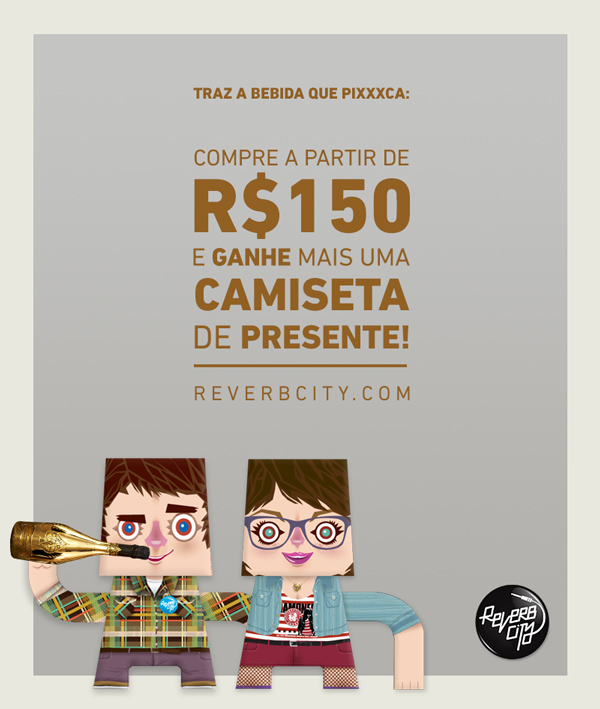 TRAZ A BEBIDA QUE PIXXXCA:
COMPRE A PARTIR DE
R$150
E GANHE MAIS UMA
CAMISETA
DE PRESENTE!
REVERBCITY.COM
REVERB
CITY